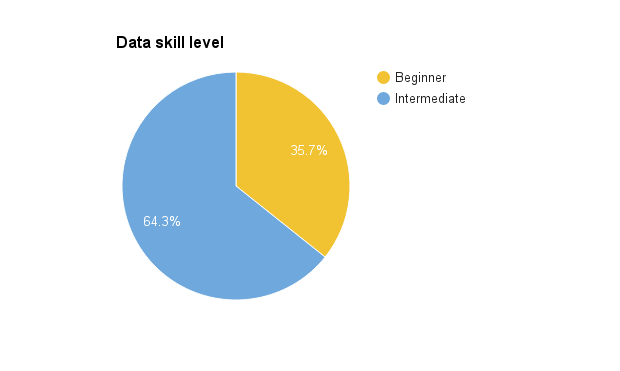 Data skill level
Beginner
Intermediate
35.7%
64.3%